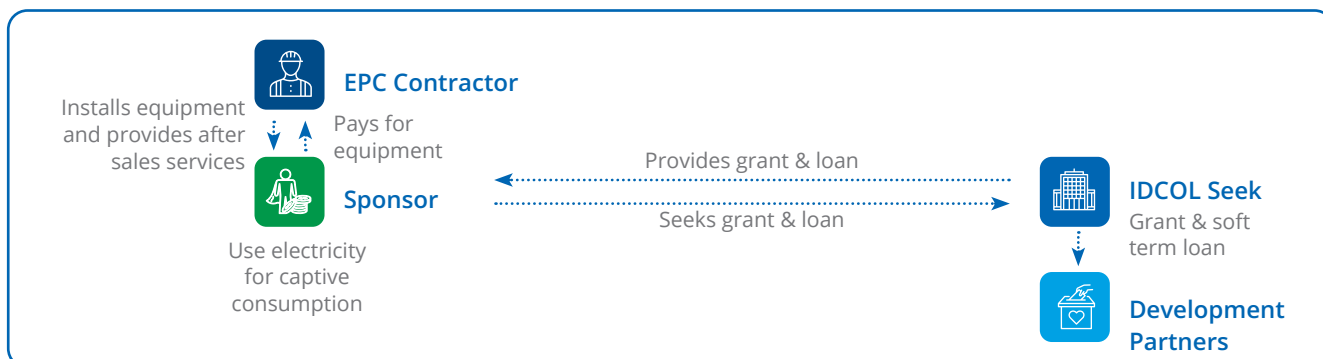 EPC Contractor
Installs equipment
and provides after
sales services
Pays for
equipment
Provides grant & loan
Sponsor
Seeks grant & loan
IDCOL Seek
Grant & soft
term loan
Use electricity
for captive
consumption
Development
Partners